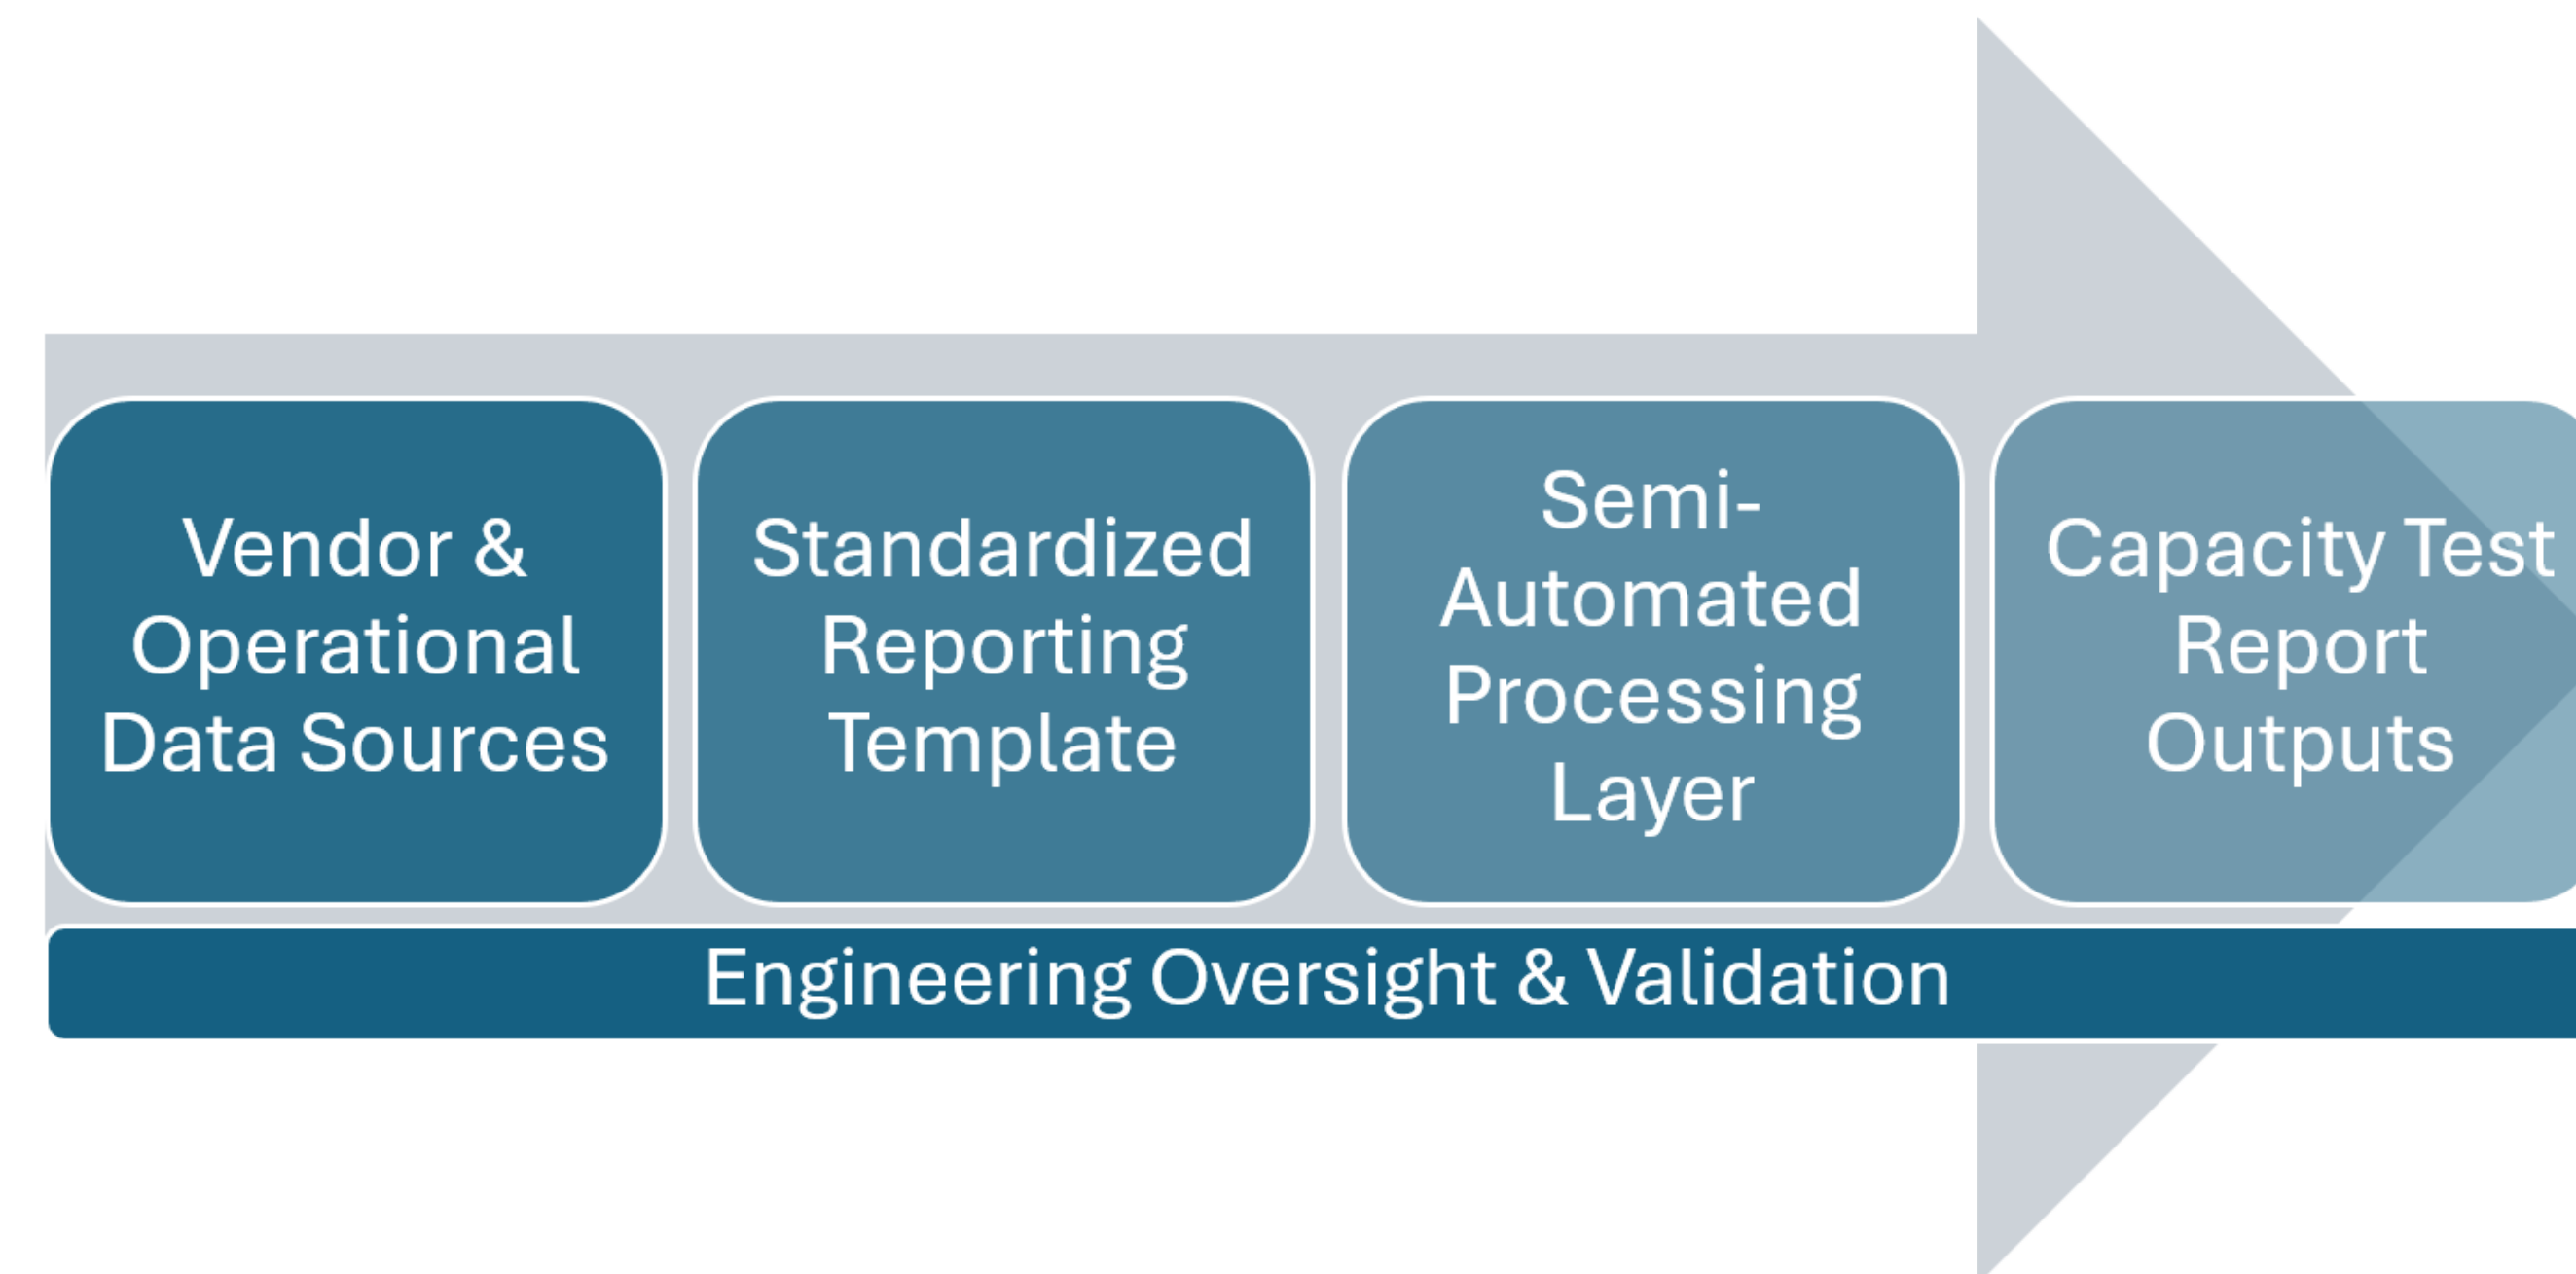 Vendor &
Operational
Data Sources
Standardized
Reporting
Template
Semi-
Automated
Processing
Layer
Capacity Test
Report
Outputs
Engineering Oversight & Validation